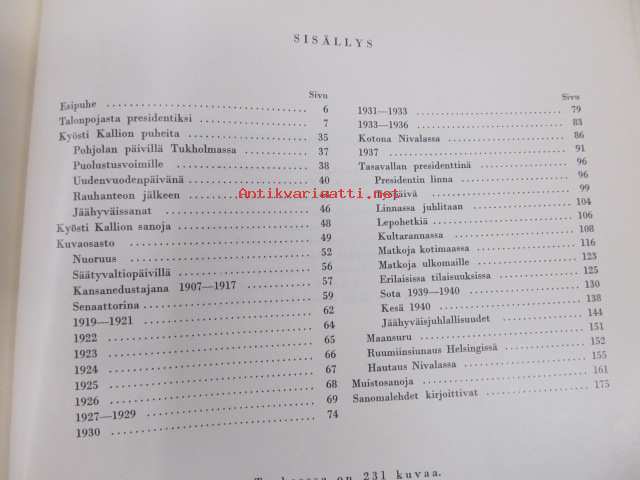 SISÄLLYS
Sivu
Esipuhe 6
Talonpojasta presidentiksi 7
Kyösti Kallion puheita 35
Pohjolan päivillä Tukholmassa 37
Puolustusvoimille 38
Uudenvuodenpäivänä 40
Rauhanteon jälkeen
Jäähyväissanat 46
Kyösti Kallion sanoja 48
Kuvaosasto 49
Nuoruus 52
Säätyvaltiopäivillä 56
Kansanedustajana 1907—1917 57
Senaattorina 59
1919—1921 62
1922 64
1923 65
1924 66
1925 67
1926 68
1927—1929 69
1930 74
Sivu
1931—1933 79
1933—1936 83
Kotona Nivalassa 86
1937 91
Tasavallan presidenttinä 96
Presidentin linna 96
99
Linnassa juhlitaan 104
Lepohetkiä 106
Kultarannassa 108
Matkoja kotimaassa 116
Matkoja ulkomaille 123
Erilaisissa tilaisuuksissa 125
Sota 1939—1940 130
Kesä 1940 138
Jäähyväisjuhlallisuudet 144
Maansuru 151
Ruumiinsiunaus Helsingissä 152
Hautaus Nivalassa 155
Muistosanoja 161
Sanomalehdet kirjoittivat 175
on 231 kuvaa.
Antikvariaatti.net